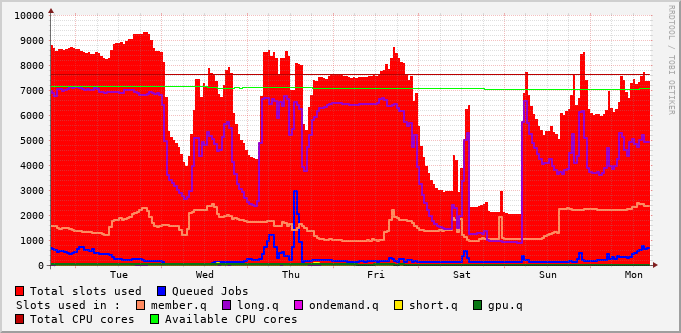 RRDTOOL / TOBI OETIKER
10000
9000
8000
7000
6000
5000
4000
3000
2000
1000
0
Tue Wed Thu Fri Sat Sun Mon
Total slots used Queued Jobs
Slots used in : member.q long.q ondemand.q short.q gpu.q
Total CPU cores Available CPU cores